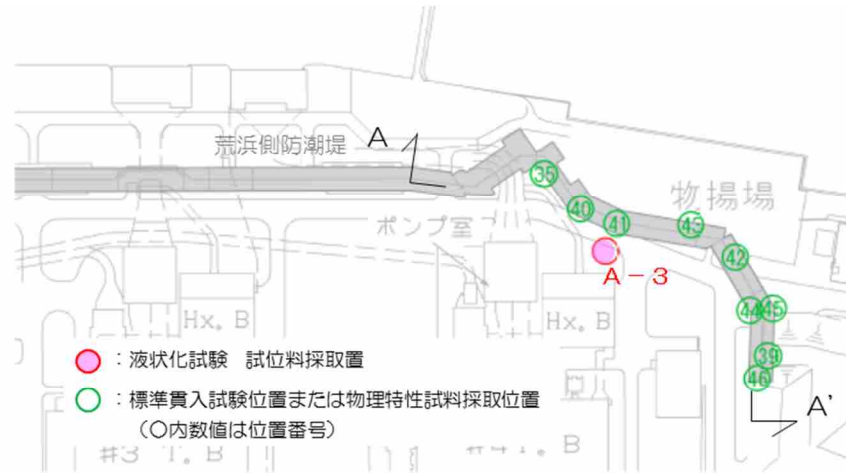 荒浜側防潮堤
A
35
物揚場
40
41
43
ポンプ室
42
A－3
44
45
Hx. B
Hx. B
：液状化試験　試位料採取置
39
46
：標準貫入試験位置または物理特性試料採取位置
（〇内数値は位置番号）
A'
#3 T. B
#4T. B